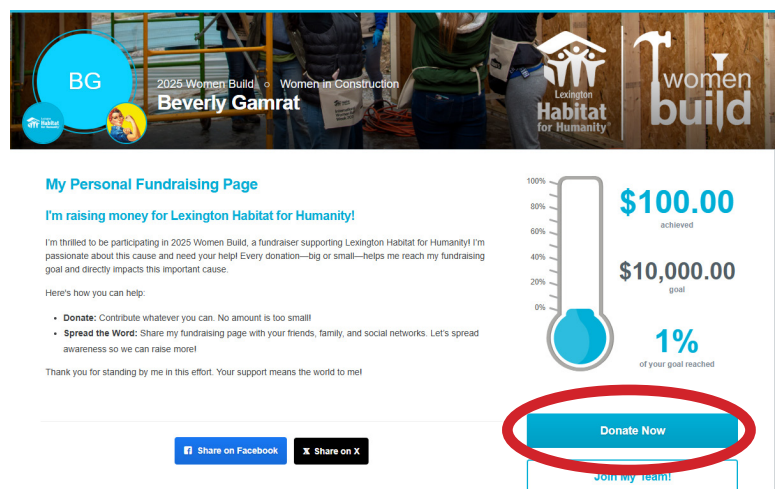 BG
2025 Women Build o Women in Construction
Beverly Gamrat
Lexington
Habitat
for Humanity®
women
build
Lexington
Habitat
My Personal Fundraising Page
I'm raising money for Lexington Habitat for Humanity!
I'm thrilled to be participating in 2025 Women Build, a fundraiser supporting Lexington Habitat for Humanity! I'm
passionate about this cause and need your help! Every donation—big or small—helps me reach my fundraising
goal and directly impacts this important cause.
Here's how you can help:
• Donate: Contribute whatever you can. No amount is too small!
• Spread the Word: Share my fundraising page with your friends, family, and social networks. Let's spread
awareness so we can raise more!
Thank you for standing by me in this effort. Your support means the world to me!
Share on Facebook
X Share on X
100%
80%
60%
40%
20%
0%
$100.00
achieved
$10,000.00
goal
1%
of your goal reached
Donate Now
Join My Team!